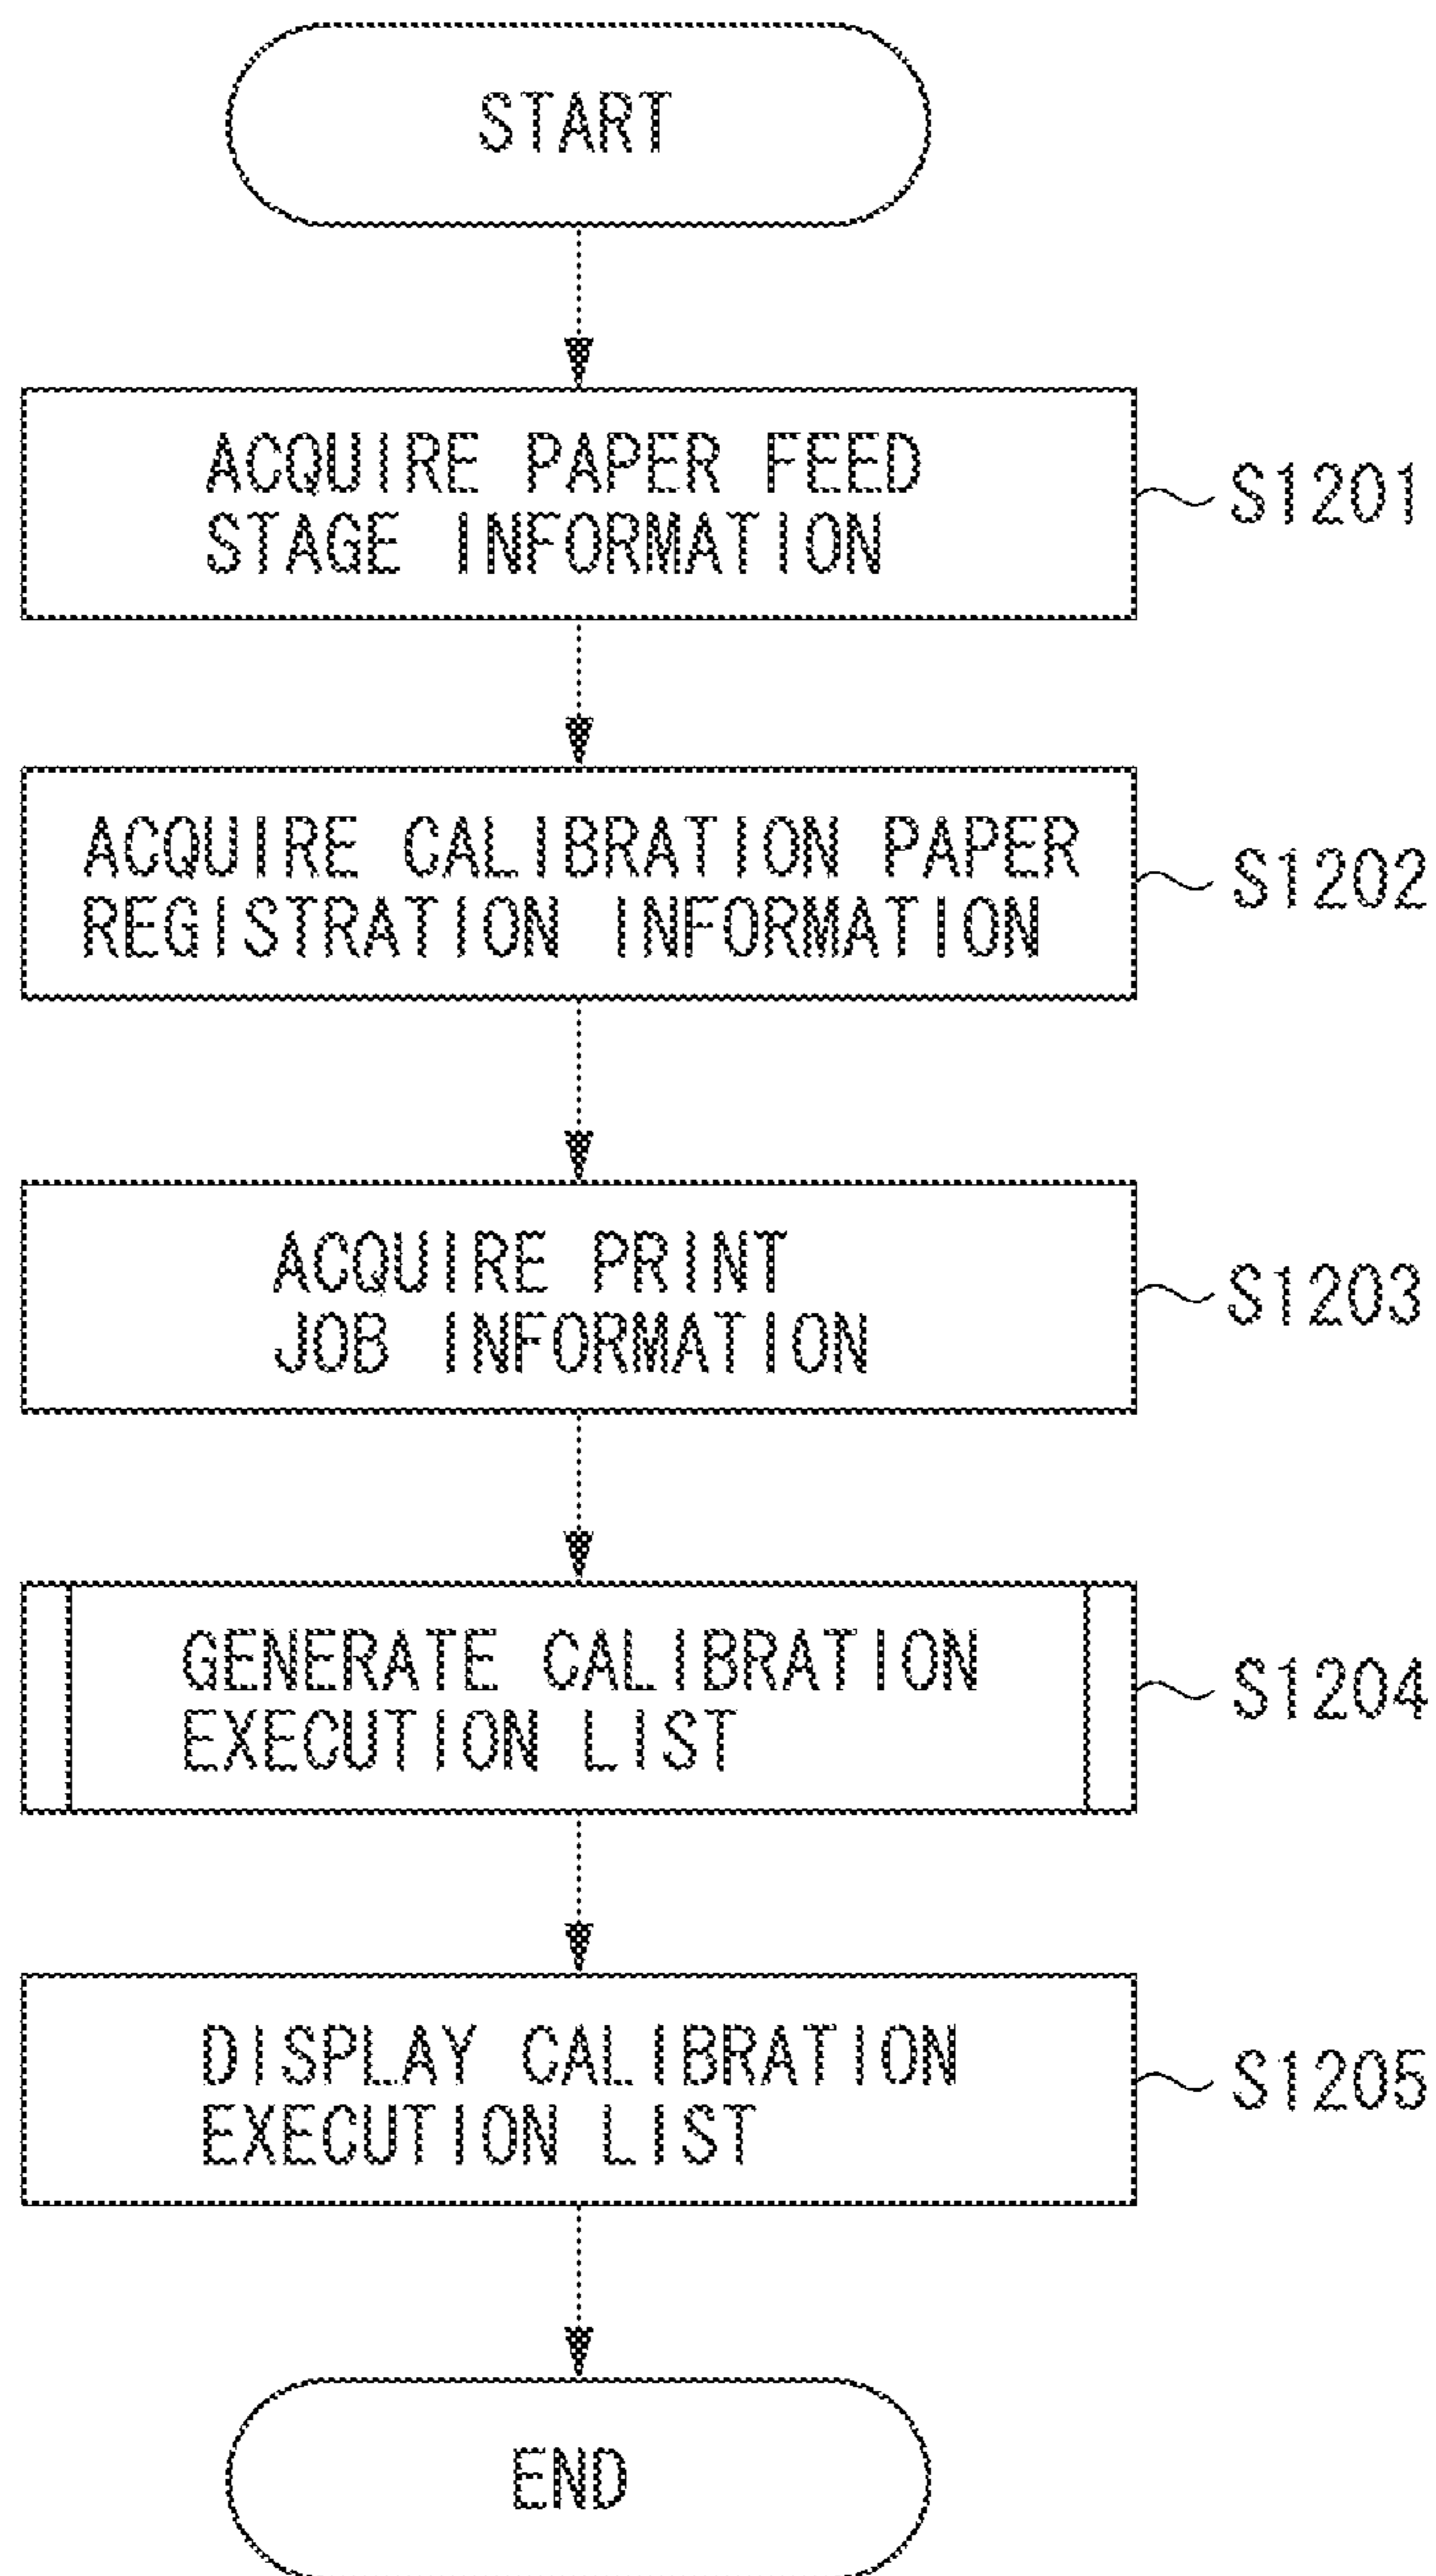 START
ACQUIRE PAPER FEED
STAGE INFORMATION
S1201
ACQUIRE CALIBRATION PAPER
REGISTRATION INFORMATION
S1202
ACQUIRE PRINT
JOB INFORMATION
S1203
GENERATE CALIBRATION
EXECUTION LIST
S1204
DISPLAY CALIBRATION
EXECUTION LIST
S1205
END